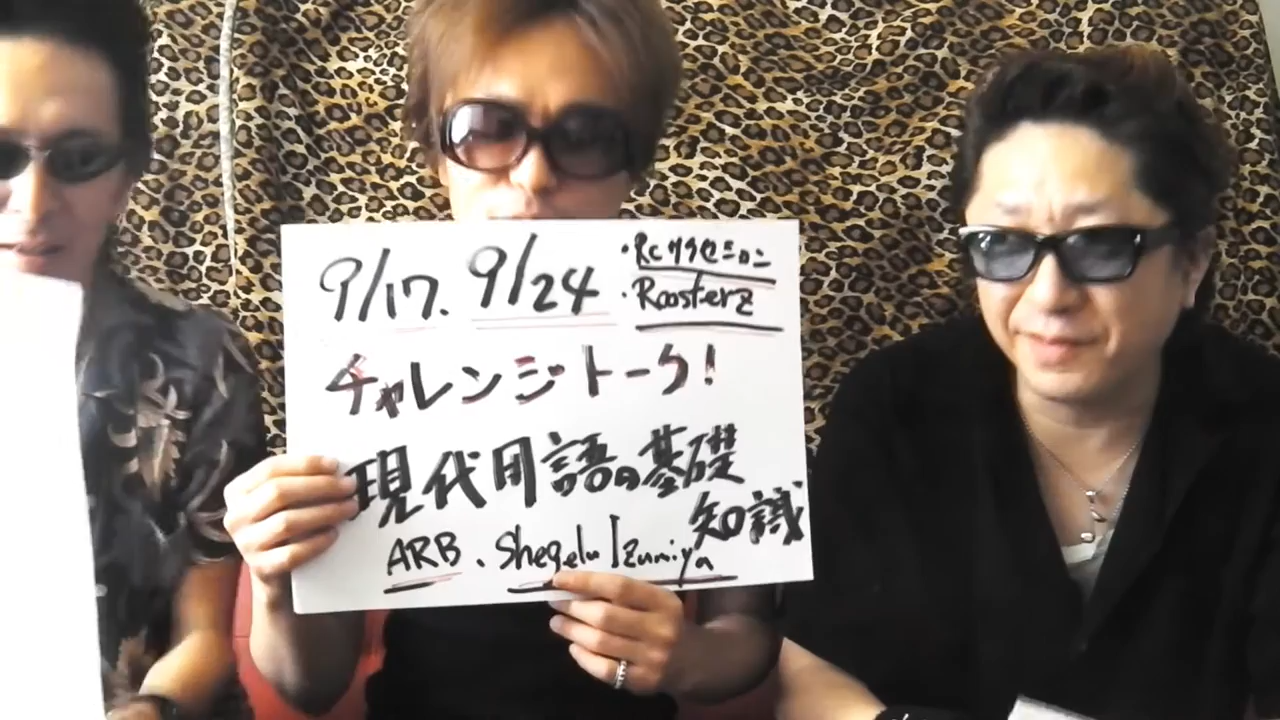 9/17. 9/24
・RCサクセション
・Roosterz
チャレンジトーク!
現代用語の基礎
知識
ARB、Shegelu Izumiya